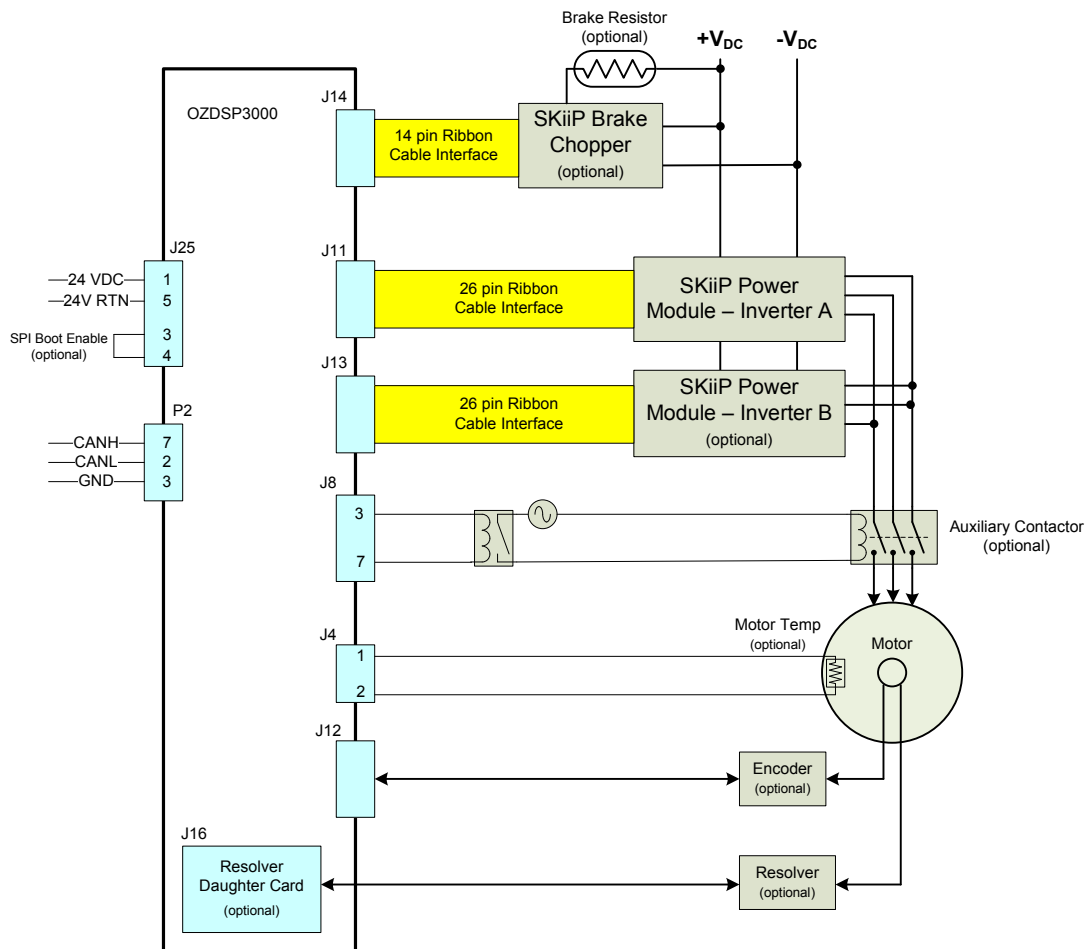 Brake Resistor
(optional)
+VDC
-VDC
OZDSP3000
J14
14 pin Ribbon
Cable Interface
SKiiP Brake
Chopper
(optional)
J25
24 VDC
1
24V RTN
5
SPI Boot Enable
(optional)
3
4
J11
26 pin Ribbon
Cable Interface
SKiiP Power
Module – Inverter A
J13
26 pin Ribbon
Cable Interface
SKiiP Power
Module – Inverter B
(optional)
P2
CANH
7
CANL
2
GND
3
J8
3
7
Auxiliary Contactor
(optional)
J4
1
2
Motor Temp
(optional)
Motor
J12
Encoder
(optional)
J16
Resolver
Daughter Card
(optional)
Resolver
(optional)